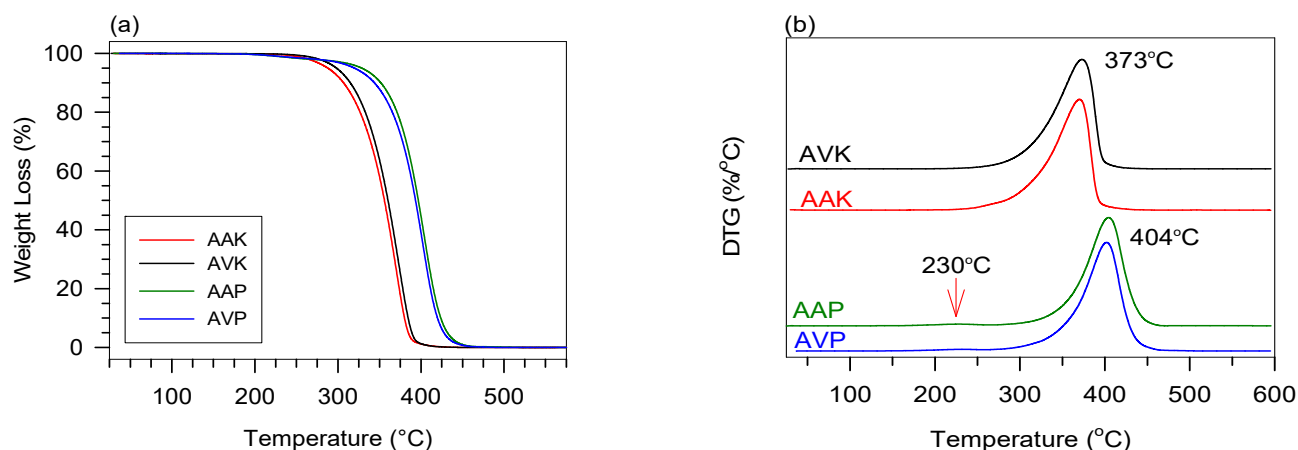 (a)
100
80
60
40
20
0
Weight Loss (%)
AAK
AVK
AAP
AVP
100 200 300 400 500
Temperature (°C)
(b)
373°C
AVK
AAK
404°C
230°C
AAP
AVP
DTG (%/°C)
100 200 300 400 500 600
Temperature (°C)